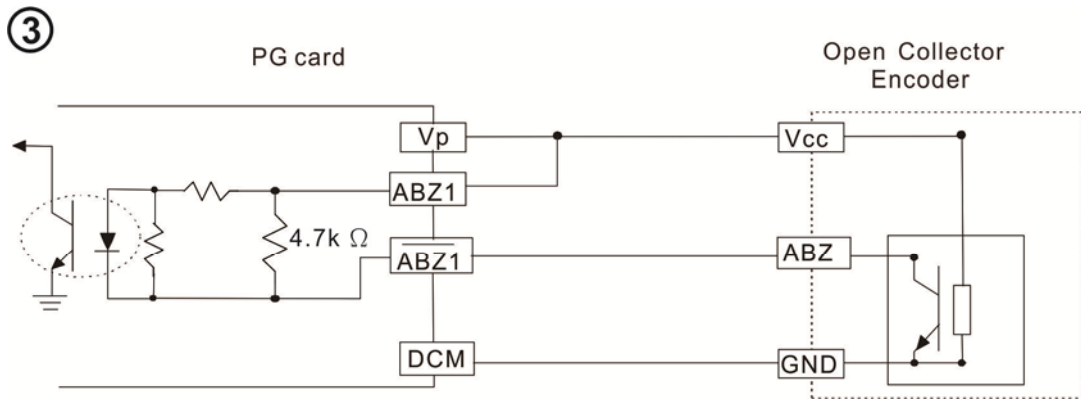 3
PG card
Open Collector
Encoder
Vp
Vcc
ABZ1
4.7k Ω
ABZ1
ABZ
DCM
GND